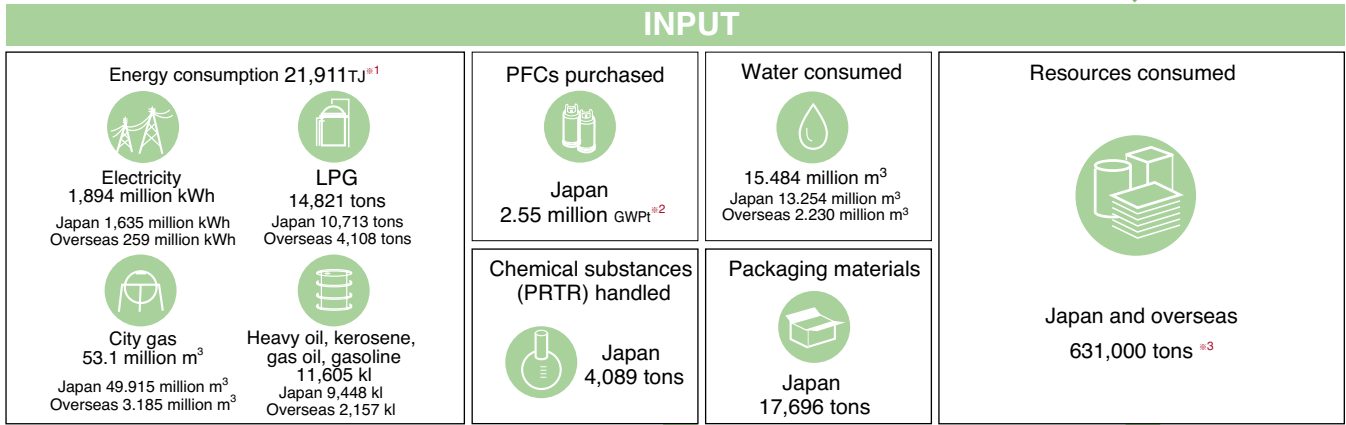 INPUT
Energy consumption 21,911TJ※1
Electricity
1,894 million kWh
Japan 1,635 million kWh
Overseas 259 million kWh
LPG
14,821 tons
Japan 10,713 tons
Overseas 4,108 tons
City gas
53.1 million m³
Japan 49.915 million m³
Overseas 3.185 million m³
Heavy oil, kerosene,
gas oil, gasoline
11,605 kl
Japan 9,448 kl
Overseas 2,157 kl
PFCs purchased
Japan
2.55 million GWPt※2
Water consumed
15.484 million m³
Japan 13.254 million m³
Overseas 2.230 million m³
Chemical substances
(PRTR) handled
Japan
4,089 tons
Packaging materials
Japan
17,696 tons
Resources consumed
Japan and overseas
631,000 tons ※3